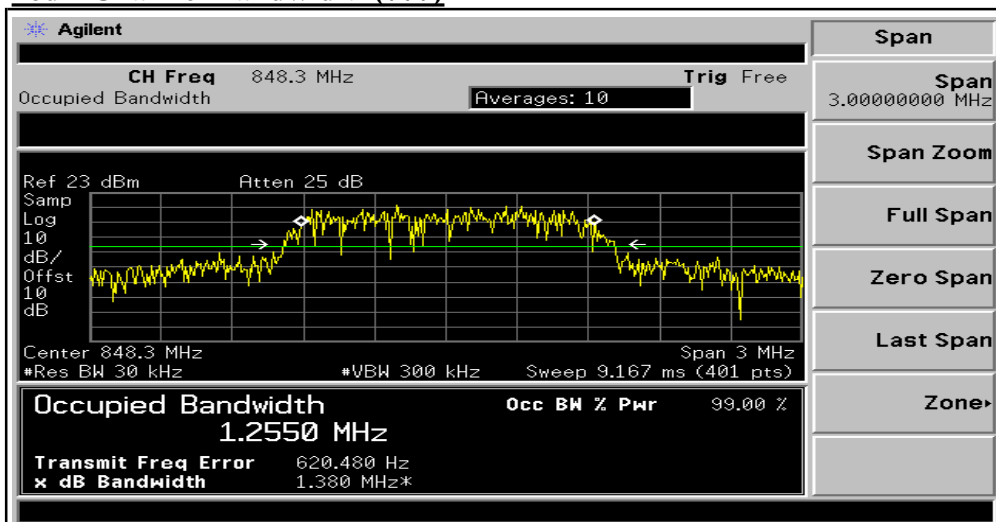 Agilent
Span
CH Freq 848.3 MHz Trig Free
Occupied Bandwidth Averages: 10
Span
3.00000000 MHz
Span Zoom
Ref 23 dBm Atten 25 dB
Samp
Log
10
dB/
Offst
10
dB
Full Span
Zero Span
Last Span
Center 848.3 MHz Span 3 MHz
#Res BW 30 kHz #VBW 300 kHz Sweep 9.167 ms (401 pts)
Occupied Bandwidth Occ BW % Pwr 99.00 %
1.2550 MHz
Zone
Transmit Freq Error 620.480 Hz
x dB Bandwidth 1.380 MHz*